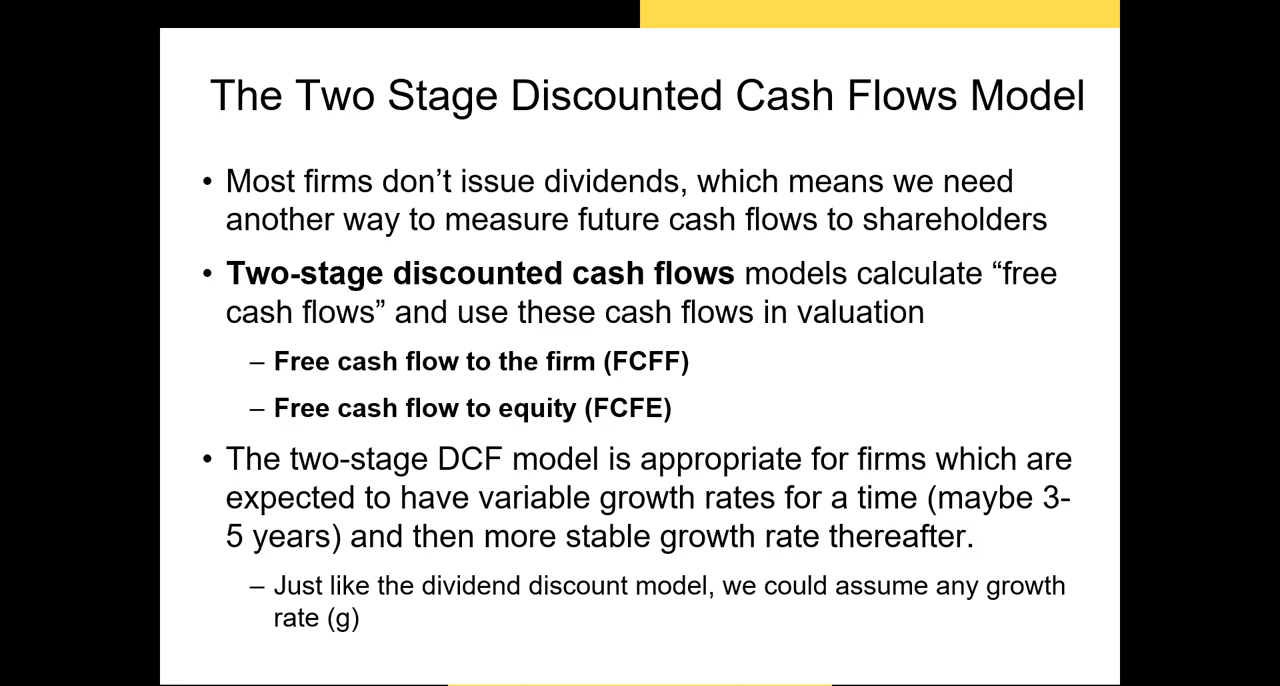 The Two Stage Discounted Cash Flows Model
• Most firms don’t issue dividends, which means we need
another way to measure future cash flows to shareholders
• Two-stage discounted cash flows models calculate “free
cash flows” and use these cash flows in valuation
– Free cash flow to the firm (FCFF)
– Free cash flow to equity (FCFE)
• The two-stage DCF model is appropriate for firms which are
expected to have variable growth rates for a time (maybe 3-
5 years) and then more stable growth rate thereafter.
– Just like the dividend discount model, we could assume any growth
rate (g)